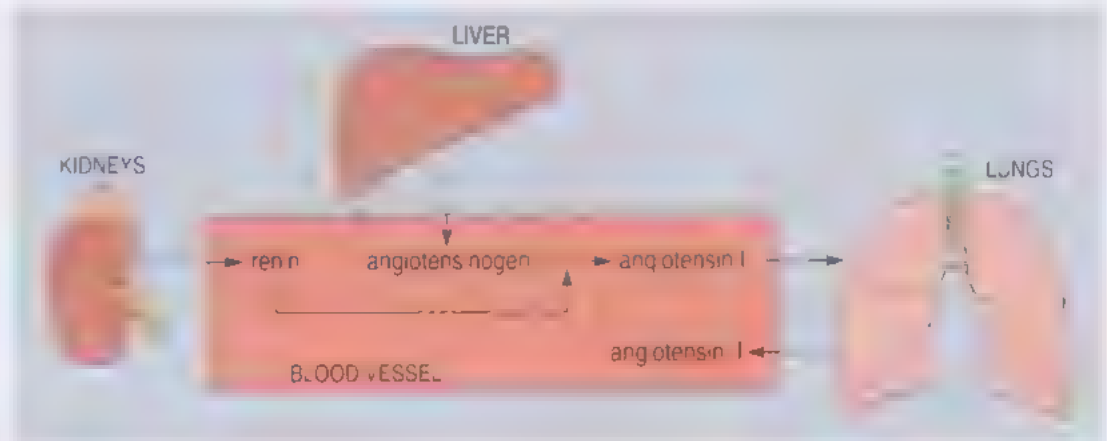 LIVER
KIDNEYS
LUNGS
renin
angiotensinogen
angiotensin I
angiotensin
BLOOD VESSEL